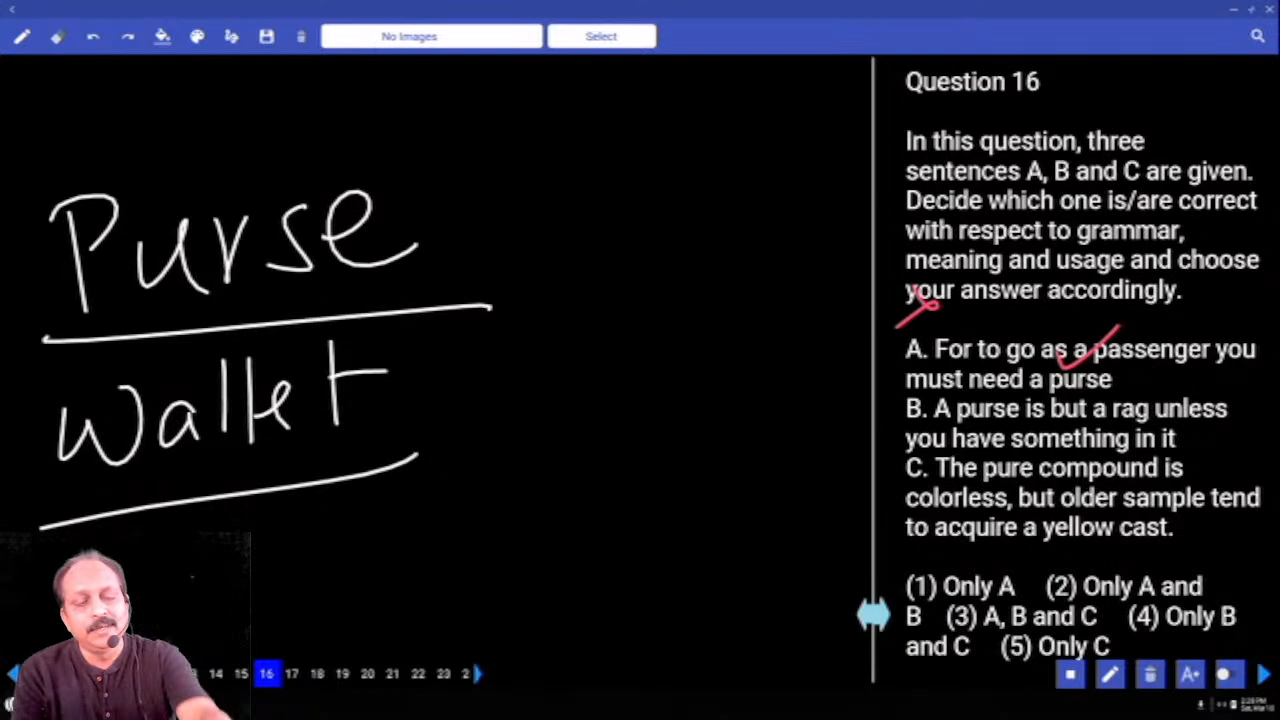 No Images
Select
Purse
Wallet
Question 16
In this question, three
sentences A, B and C are given.
Decide which one is/are correct
with respect to grammar,
meaning and usage and choose
your answer accordingly.
A. For to go as a passenger you
must need a purse
B. A purse is but a rag unless
you have something in it
C. The pure compound is
colorless, but older sample tend
to acquire a yellow cast.
(1) Only A (2) Only A and
B (3) A, B and C (4) Only B
and C (5) Only C
14 15 16 17 18 19 20 21 22 23 2
A+